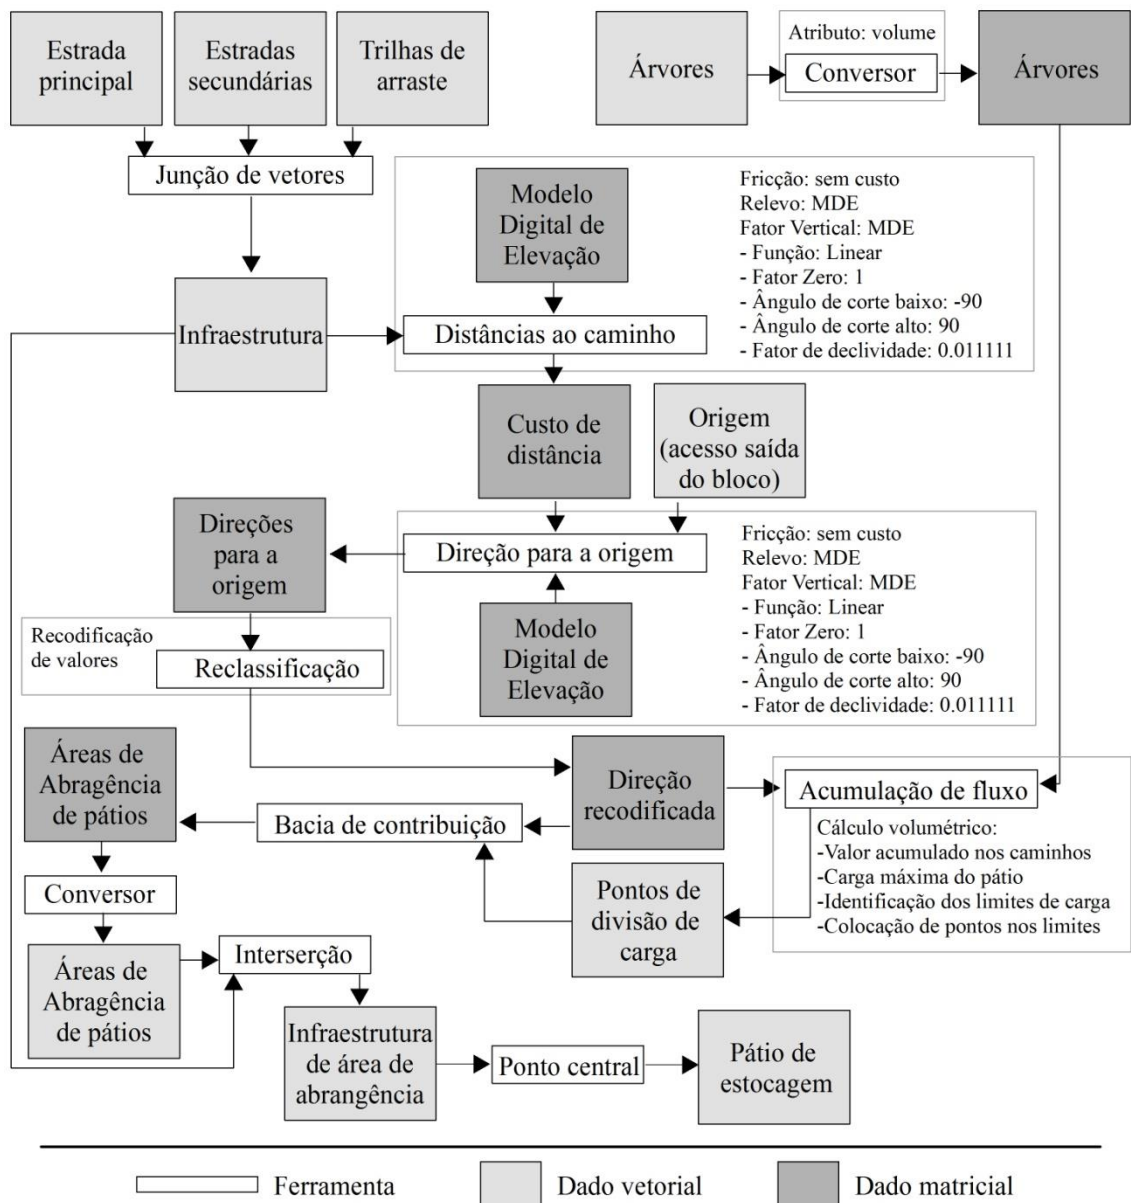 Estrada
principal
Estradas
secundárias
Trilhas de
arraste
Árvores
Atributo: volume
Conversor
Árvores
Junção de vetores
Modelo
Digital de
Elevação
Fricção: sem custo
Relevo: MDE
Fator Vertical: MDE
- Função: Linear
- Fator Zero: 1
- Ângulo de corte baixo: -90
- Ângulo de corte alto: 90
- Fator de declividade: 0.011111
Infraestrutura
Distâncias ao caminho
Custo de
distância
Origem
(acesso saída
do bloco)
Direções
para a
origem
Direção para a origem
Fricção: sem custo
Relevo: MDE
Fator Vertical: MDE
- Função: Linear
- Fator Zero: 1
- Ângulo de corte baixo: -90
- Ângulo de corte alto: 90
- Fator de declividade: 0.011111
Modelo
Digital de
Elevação
Recodificação
de valores
Reclassificação
Áreas de
Abragência
de pátios
Bacia de contribuição
Direção
recodificada
Acumulação de fluxo
Cálculo volumétrico:
-Valor acumulado nos caminhos
-Carga máxima do pátio
-Identificação dos limites de carga
-Colocação de pontos nos limites
Conversor
Pontos de
divisão de
carga
Áreas de
Abragência
de pátios
Interserção
Infraestrutura
de área de
abrangência
Ponto central
Pátio de
estocagem
Ferramenta
Dado vetorial
Dado matricial